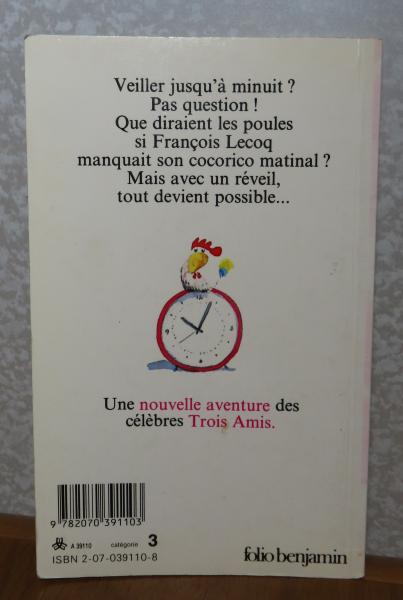 Veiller jusqu'à minuit ?
Pas question !
Que diraient les poules
si François Lecoq
manquait son cocorico matinal ?
Mais avec un réveil,
tout devient possible...
Une nouvelle aventure des
célèbres Trois Amis.
9 782070 391103
A 39110 catégorie 3
ISBN 2-07-039110-8
folio benjamin